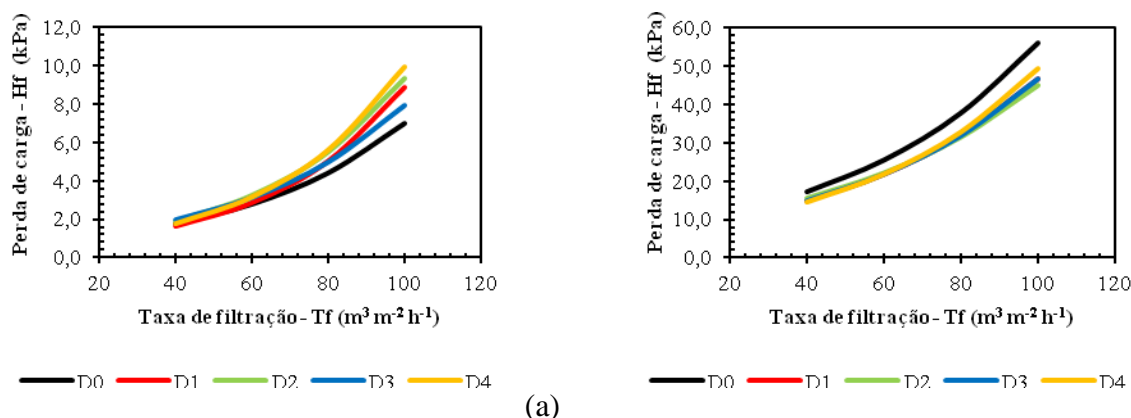 Perda de carga - Hf (kPa)
12,0
10,0
8,0
6,0
4,0
2,0
0,0
20 40 60 80 100 120
Taxa de filtração - Tf (m³ m⁻² h⁻¹)
D0 D1 D2 D3 D4
Perda de carga - Hf (kPa)
60,0
50,0
40,0
30,0
20,0
10,0
0,0
20 40 60 80 100 120
Taxa de filtração - Tf (m³ m⁻² h⁻¹)
D0 D1 D2 D3 D4
(a)